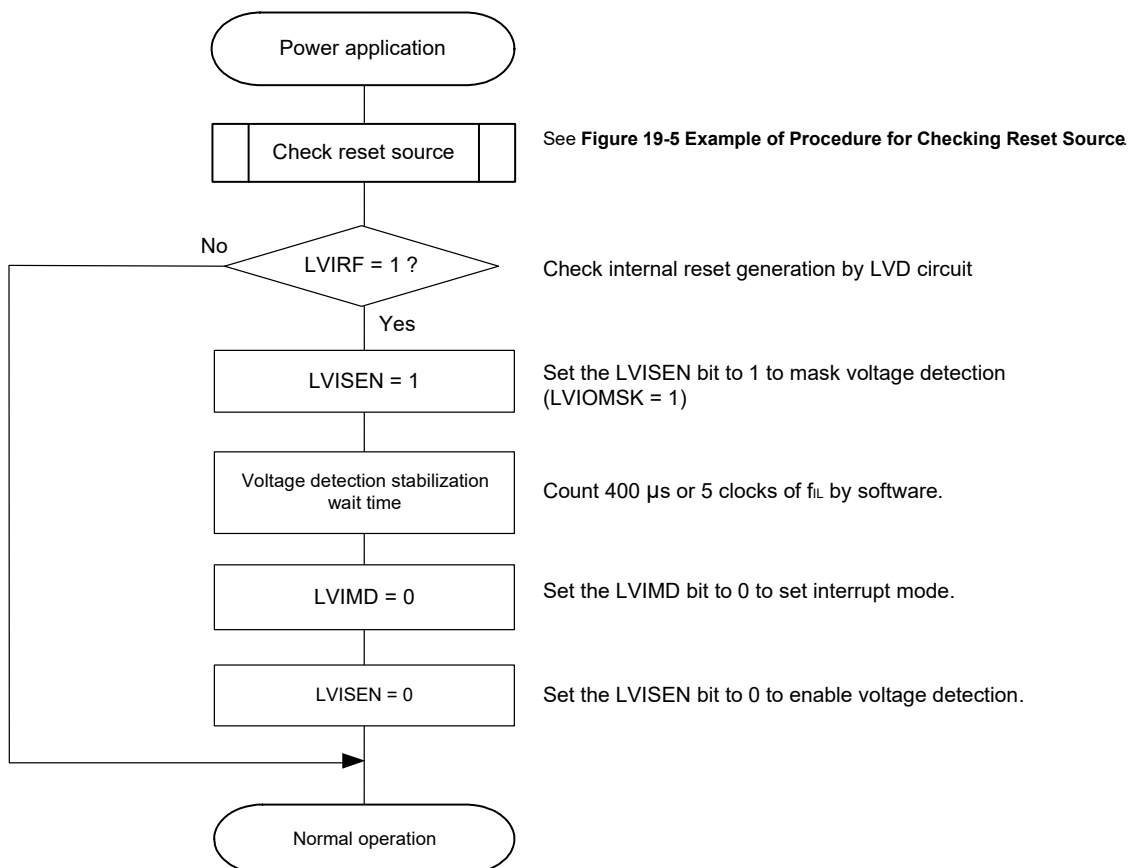 Power application
Check reset source
See Figure 19-5 Example of Procedure for Checking Reset Source.
No
LVIRF = 1 ?
Check internal reset generation by LVD circuit
Yes
LVISEN = 1
Set the LVISEN bit to 1 to mask voltage detection
(LVIOMSK = 1)
Voltage detection stabilization
wait time
Count 400 μs or 5 clocks of fIL by software.
LVIMD = 0
Set the LVIMD bit to 0 to set interrupt mode.
LVISEN = 0
Set the LVISEN bit to 0 to enable voltage detection.
Normal operation